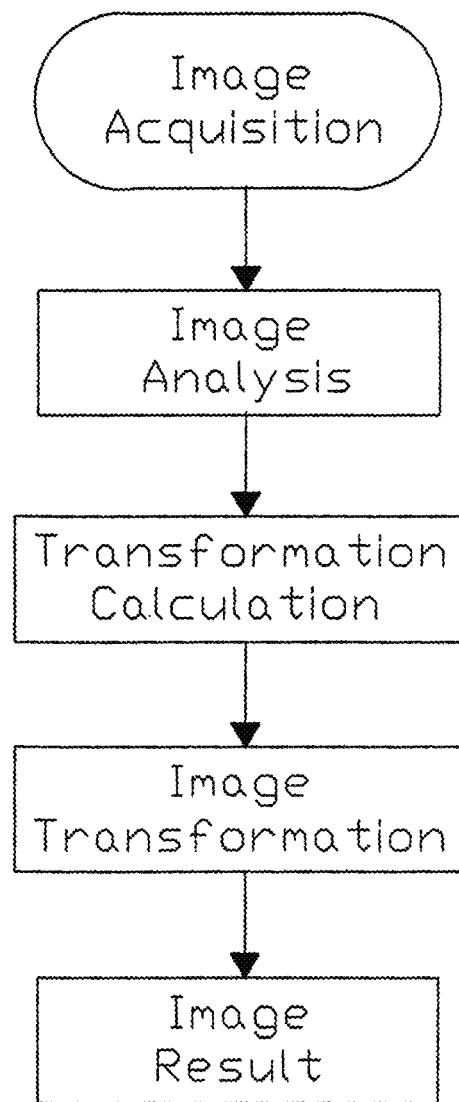 Image
Acquisition
Image
Analysis
Transformation
Calculation
Image
Transformation
Image
Result